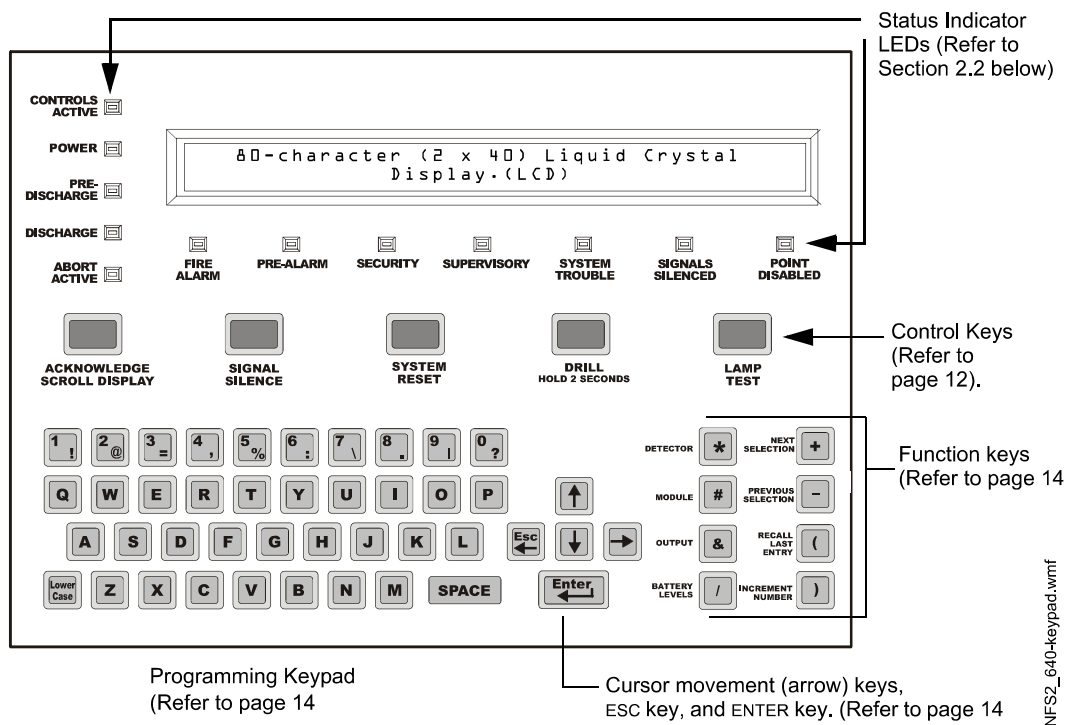 Status Indicator
LEDs (Refer to
Section 2.2 below)
CONTROLS
ACTIVE
POWER
PRE-
DISCHARGE
DISCHARGE
ABORT
ACTIVE
80-character (2 x 40) Liquid Crystal
Display.(LCD)
FIRE
ALARM
PRE-ALARM
SECURITY
SUPERVISORY
SYSTEM
TROUBLE
SIGNALS
SILENCED
POINT
DISABLED
ACKNOWLEDGE
SCROLL DISPLAY
SIGNAL
SILENCE
SYSTEM
RESET
DRILL
HOLD 2 SECONDS
LAMP
TEST
Control Keys
(Refer to
page 12).
1 ! 2 @ 3 = 4 , 5 % 6 : 7 \ 8 . 9 | 0 ?
Q W E R T Y U I O P
A S D F G H J K L
Lower
Case
Z X C V B N M SPACE
↑
Esc
← ↓ →
Enter
DETECTOR *
NEXT
SELECTION +
MODULE #
PREVIOUS
SELECTION -
OUTPUT &
RECALL
LAST
ENTRY (
BATTERY
LEVELS /
INCREMENT
NUMBER )
Function keys
(Refer to page 14
Programming Keypad
(Refer to page 14
Cursor movement (arrow) keys,
ESC key, and ENTER key. (Refer to page 14
NFS2_640-keypad.wmf